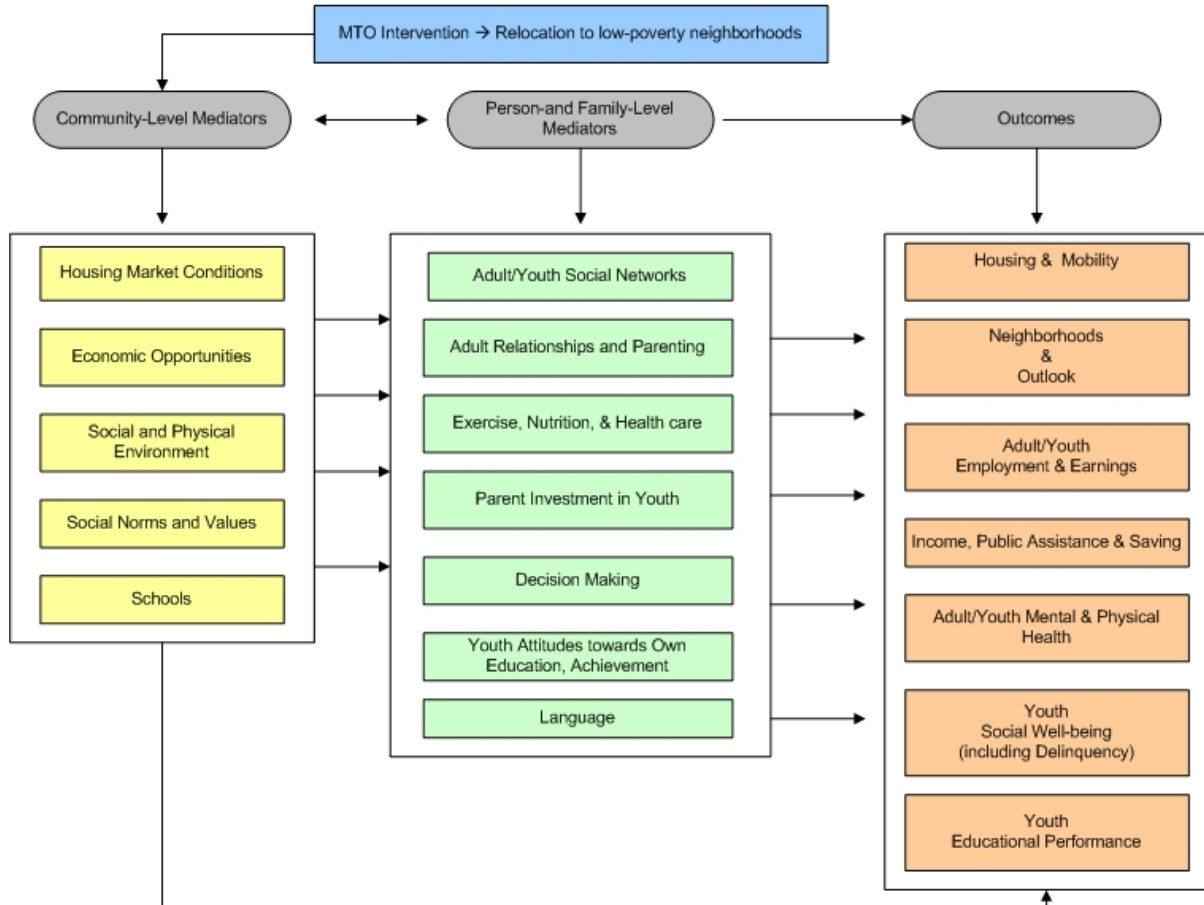 MTO Intervention → Relocation to low-poverty neighborhoods
Community-Level Mediators
Person-and Family-Level
Mediators
Outcomes
Housing Market Conditions
Economic Opportunities
Social and Physical
Environment
Social Norms and Values
Schools
Adult/Youth Social Networks
Adult Relationships and Parenting
Exercise, Nutrition, & Health care
Parent Investment in Youth
Decision Making
Youth Attitudes towards Own
Education, Achievement
Language
Housing & Mobility
Neighborhoods
&
Outlook
Adult/Youth
Employment & Earnings
Income, Public Assistance & Saving
Adult/Youth Mental & Physical
Health
Youth
Social Well-being
(including Delinquency)
Youth
Educational Performance